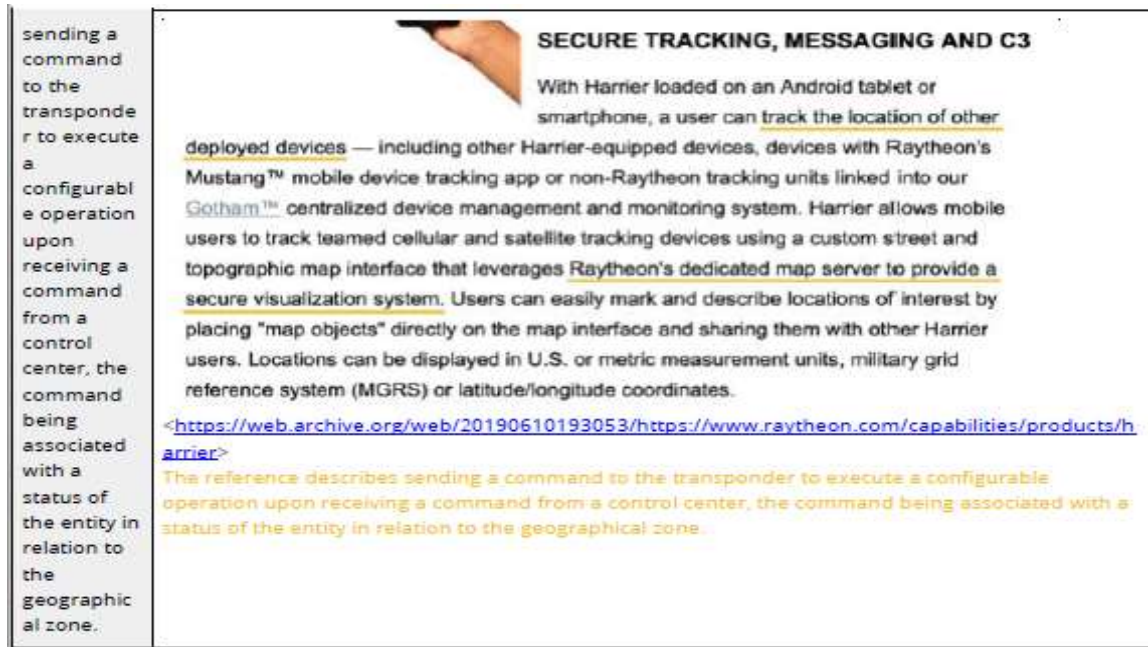 sending a
command
to the
transponde
r to execute
a
configurabl
e operation
upon
receiving a
command
from a
control
center, the
command
being
associated
with a
status of
the entity in
relation to
the
geographic
al zone.
SECURE TRACKING, MESSAGING AND C3
With Harrier loaded on an Android tablet or
smartphone, a user can track the location of other
deployed devices — including other Harrier-equipped devices, devices with Raytheon's
Mustang™ mobile device tracking app or non-Raytheon tracking units linked into our
Gotham™ centralized device management and monitoring system. Harrier allows mobile
users to track teamed cellular and satellite tracking devices using a custom street and
topographic map interface that leverages Raytheon's dedicated map server to provide a
secure visualization system. Users can easily mark and describe locations of interest by
placing "map objects" directly on the map interface and sharing them with other Harrier
users. Locations can be displayed in U.S. or metric measurement units, military grid
reference system (MGRS) or latitude/longitude coordinates.
<https://web.archive.org/web/20190610193053/https://www.raytheon.com/capabilities/products/h
arrier>
The reference describes sending a command to the transponder to execute a configurable
operation upon receiving a command from a control center, the command being associated with a
status of the entity in relation to the geographical zone.